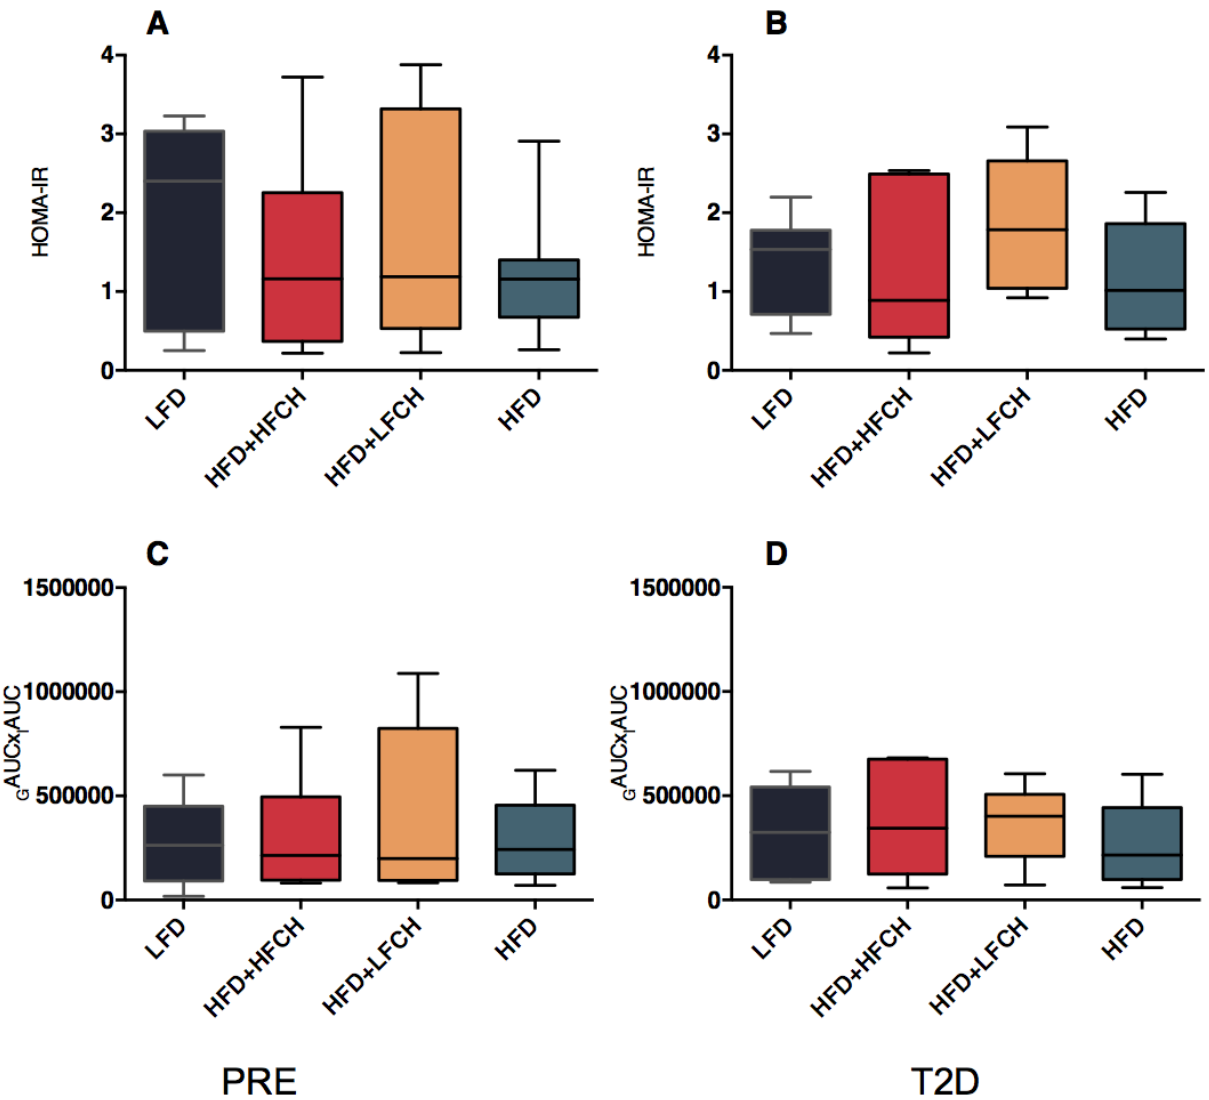 A
4
3
2
1
0
HOMA-IR
LFD
HFD+HFCH
HFD+LFCH
HFD
B
4
3
2
1
0
HOMA-IR
LFD
HFD+HFCH
HFD+LFCH
HFD
C
1500000
1000000
500000
0
GAUCxIAUC
LFD
HFD+HFCH
HFD+LFCH
HFD
D
1500000
1000000
500000
0
GAUCxIAUC
LFD
HFD+HFCH
HFD+LFCH
HFD
PRE
T2D